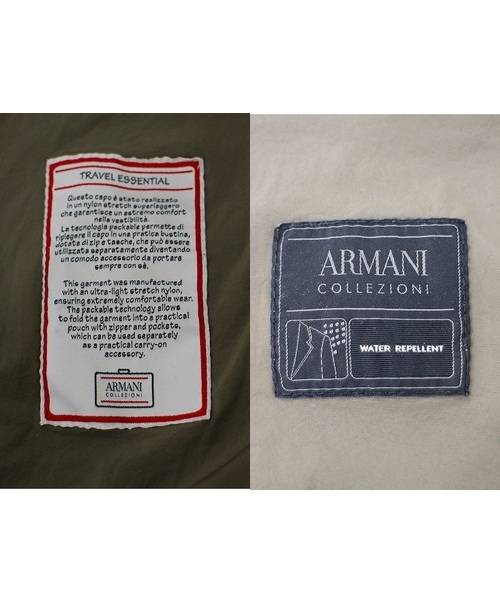 TRAVEL ESSENTIAL
Questo capo è stato realizzato
in un nylon stretch superleggero
che garantisce un estremo comfort
nella vestibilità.
La tecnologia packable permette di
ripiegare il capo in una pratica bustina,
dotata di zip e tasche, che può essere
utilizzata separatamente diventando
un comodo accessorio da portare
sempre con sè.
This garment was manufactured
with an ultra-light stretch nylon,
ensuring extremely comfortable wear.
The packable technology allows
to fold the garment into a practical
pouch with zipper and pockets,
which can be used separately
as a practical carry-on
accessory.
ARMANI
COLLEZIONI
ARMANI
COLLEZIONI
WATER REPELLENT